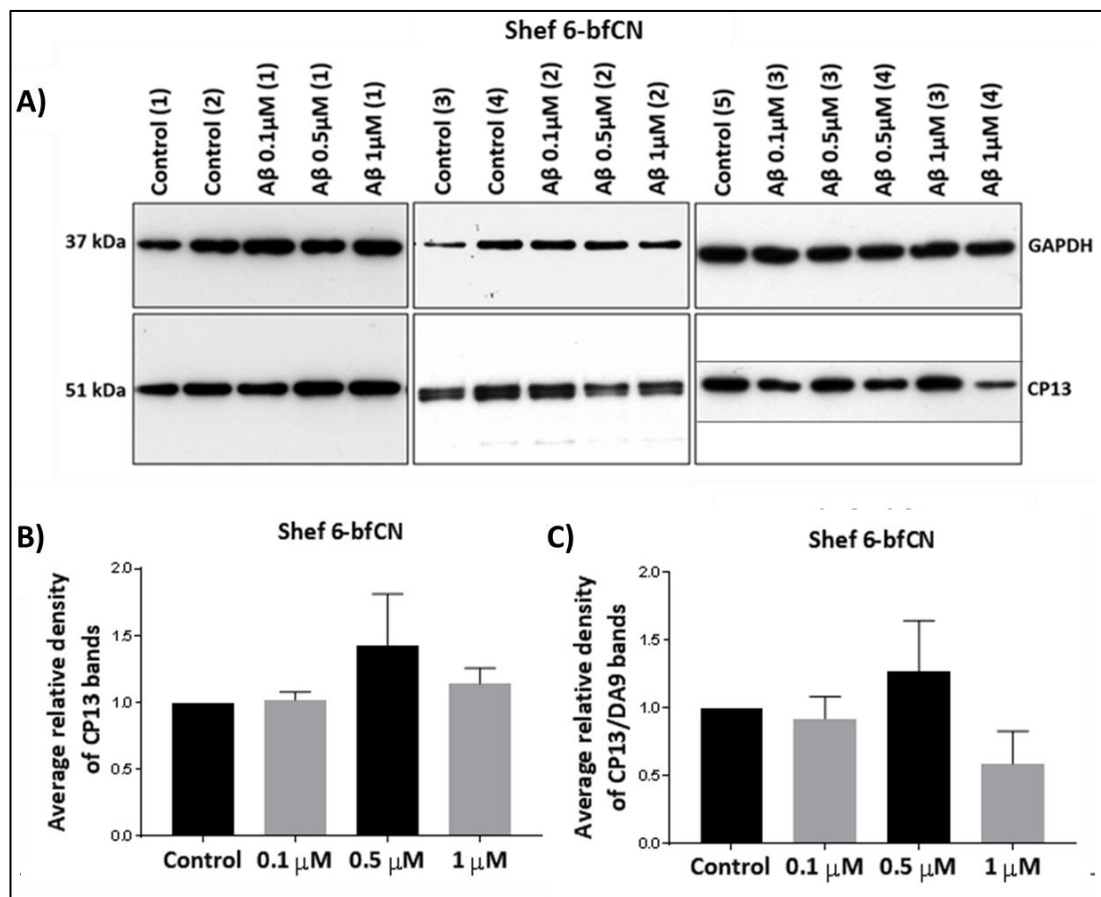 Shef 6-bfCN
A)
Control (1)
Control (2)
Aβ 0.1μM (1)
Aβ 0.5μM (1)
Aβ 1μM (1)
Control (3)
Control (4)
Aβ 0.1μM (2)
Aβ 0.5μM (2)
Aβ 1μM (2)
Control (5)
Aβ 0.1μM (3)
Aβ 0.5μM (3)
Aβ 0.5μM (4)
Aβ 1μM (3)
Aβ 1μM (4)
37 kDa
GAPDH
51 kDa
CP13
B)
Shef 6-bfCN
Average relative density
of CP13 bands
2.0
1.5
1.0
0.5
0.0
Control
0.1 μM
0.5 μM
1 μM
C)
Shef 6-bfCN
Average relative density
of CP13/DA9 bands
2.0
1.5
1.0
0.5
0.0
Control
0.1 μM
0.5 μM
1 μM